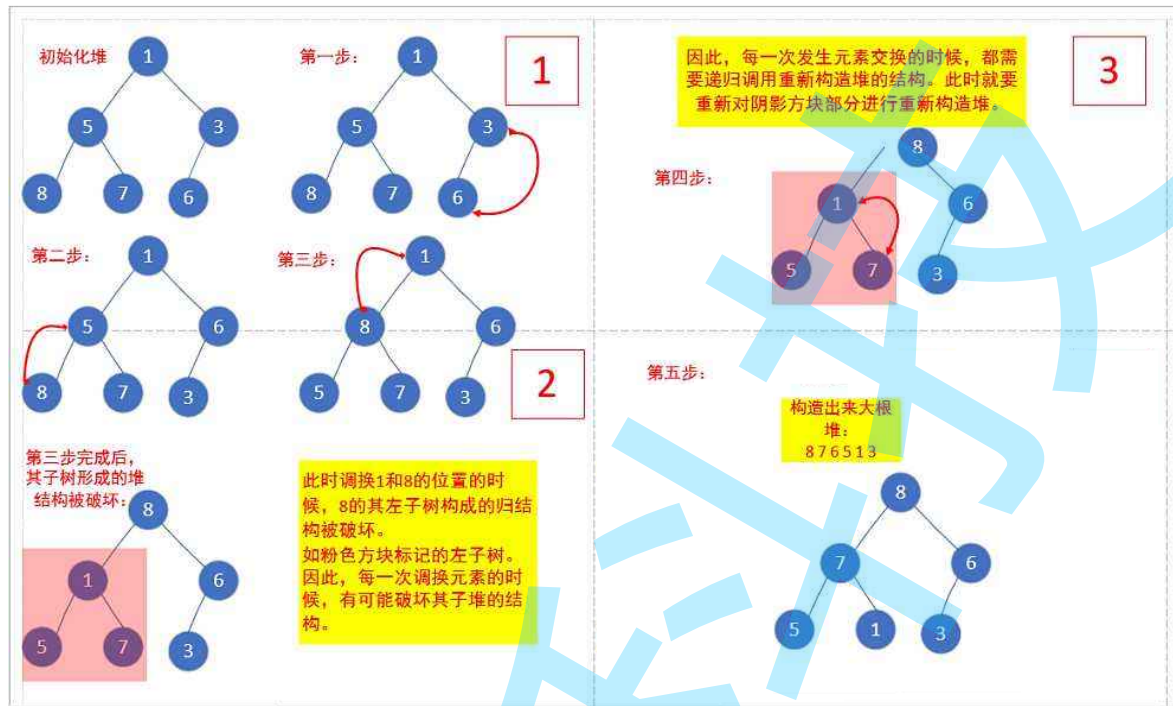 初始化堆
1
5
3
8
7
6
第一步：
1
5
3
8
7
6
1
第二步：
1
5
6
8
7
3
第三步：
1
8
6
5
7
3
2
第三步完成后，
其子树形成的堆
结构被破坏：
8
1
6
5
7
3
此时调换1和8的位置的时
候，8的其左子树构成的归结
构被破坏。
如粉色方块标记的左子树。
因此，每一次调换元素的时
候，有可能破坏其子堆的结
构。
因此，每一次发生元素交换的时候，都需
要递归调用重新构造堆的结构。此时就要
重新对阴影方块部分进行重新构造堆。
3
第四步：
8
1
6
5
7
3
第五步：
构造出来大根
堆：
8 7 6 5 1 3
8
7
6
5
1
3